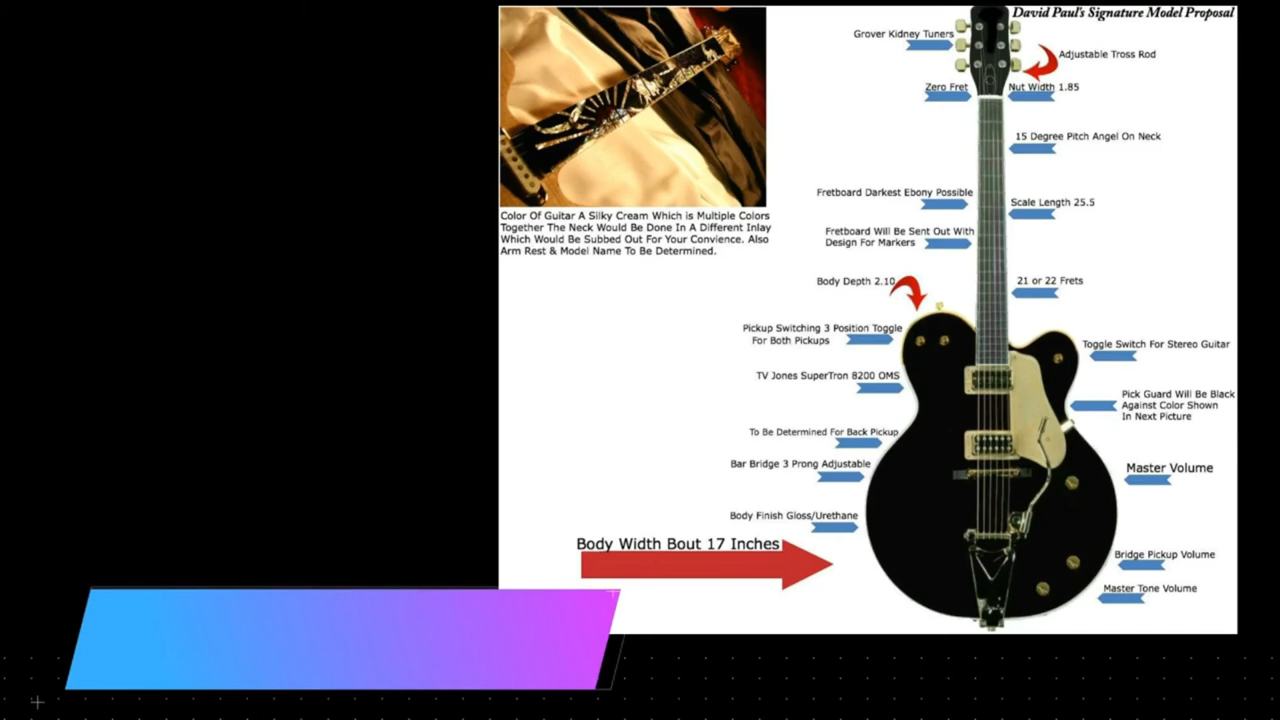 David Paul's Signature Model Proposal
Grover Kidney Tuners
Adjustable Tross Rod
Zero Fret
Nut Width 1.85
15 Degree Pitch Angel On Neck
Fretboard Darkest Ebony Possible
Scale Length 25.5
Color Of Guitar A Silky Cream Which is Multiple Colors
Together The Neck Would Be Done In A Different Inlay
Which Would Be Subbed Out For Your Convience. Also
Arm Rest & Model Name To Be Determined.
Fretboard Will Be Sent Out With
Design For Markers
Body Depth 2.10
21 or 22 Frets
Pickup Switching 3 Position Toggle
For Both Pickups
Toggle Switch For Stereo Guitar
TV Jones SuperTron 8200 OMS
Pick Guard Will Be Black
Against Color Shown
In Next Picture
To Be Determined For Back Pickup
Bar Bridge 3 Prong Adjustable
Master Volume
Body Finish Gloss/Urethane
Body Width Bout 17 Inches
Bridge Pickup Volume
Master Tone Volume